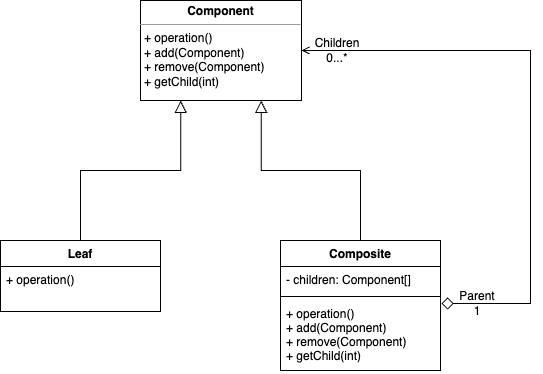 Component
+ operation()
+ add(Component)
+ remove(Component)
+ getChild(int)
Children
0...*
Leaf
+ operation()
Composite
- children: Component[]
+ operation()
+ add(Component)
+ remove(Component)
+ getChild(int)
Parent
1